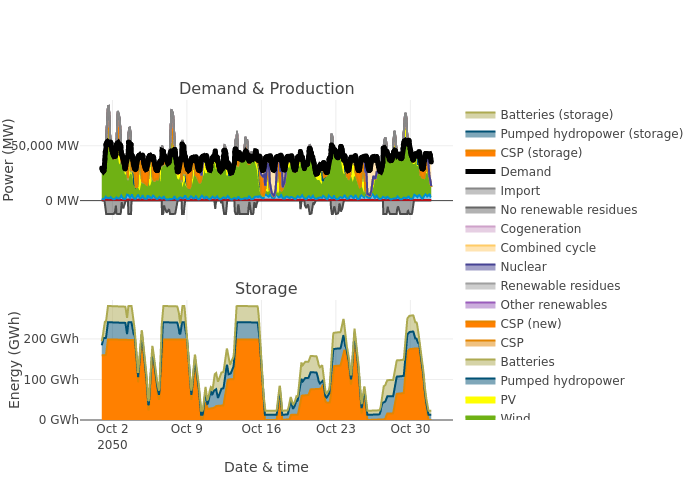 Demand & Production
Power (MW)
50,000 MW
0 MW
Storage
Energy (GWh)
200 GWh
100 GWh
0 GWh
Oct 2
2050
Oct 9
Oct 16
Oct 23
Oct 30
Date & time
Batteries (storage)
Pumped hydropower (storage)
CSP (storage)
Demand
Import
No renewable residues
Cogeneration
Combined cycle
Nuclear
Renewable residues
Other renewables
CSP (new)
CSP
Batteries
Pumped hydropower
PV
Wind